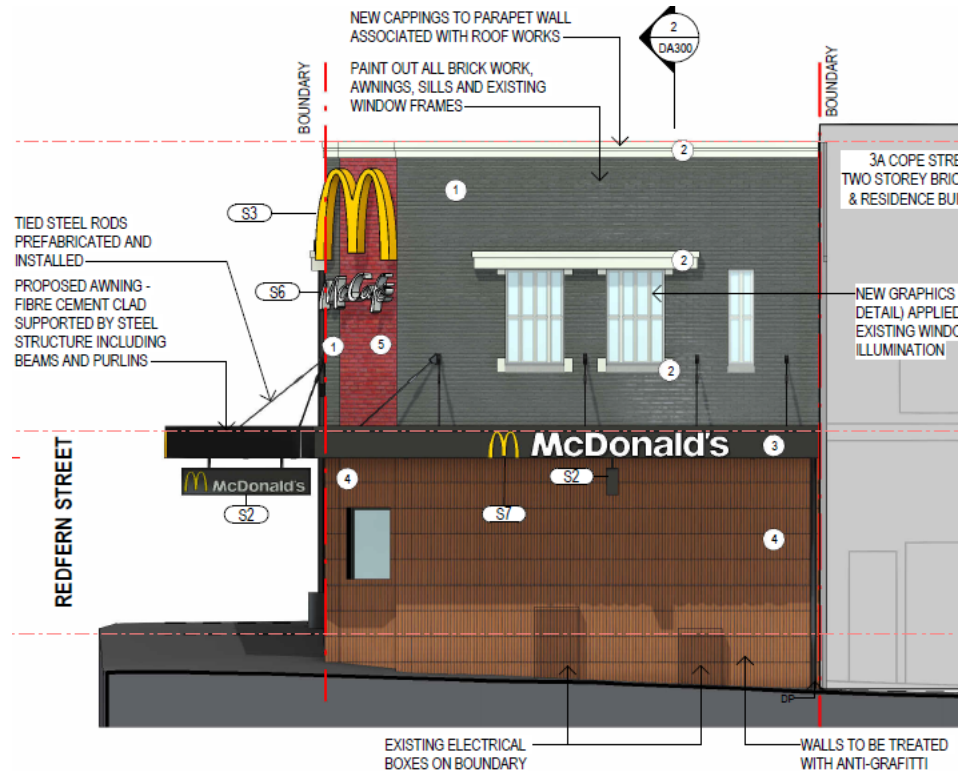 NEW CAPPINGS TO PARAPET WALL
ASSOCIATED WITH ROOF WORKS
2
DA300
PAINT OUT ALL BRICK WORK,
AWNINGS, SILLS AND EXISTING
WINDOW FRAMES
BOUNDARY
BOUNDARY
2
3A COPE STRE
TWO STOREY BRIC
& RESIDENCE BUI
1
S3
TIED STEEL RODS
PREFABRICATED AND
INSTALLED
2
S6
McCafé
PROPOSED AWNING -
FIBRE CEMENT CLAD
SUPPORTED BY STEEL
STRUCTURE INCLUDING
BEAMS AND PURLINS
NEW GRAPHICS
DETAIL) APPLIED
EXISTING WINDO
ILLUMINATION
1
5
2
McDonald's
3
S2
4
McDonald's
S2
S7
4
REDFERN STREET
DP
EXISTING ELECTRICAL
BOXES ON BOUNDARY
WALLS TO BE TREATED
WITH ANTI-GRAFITTI